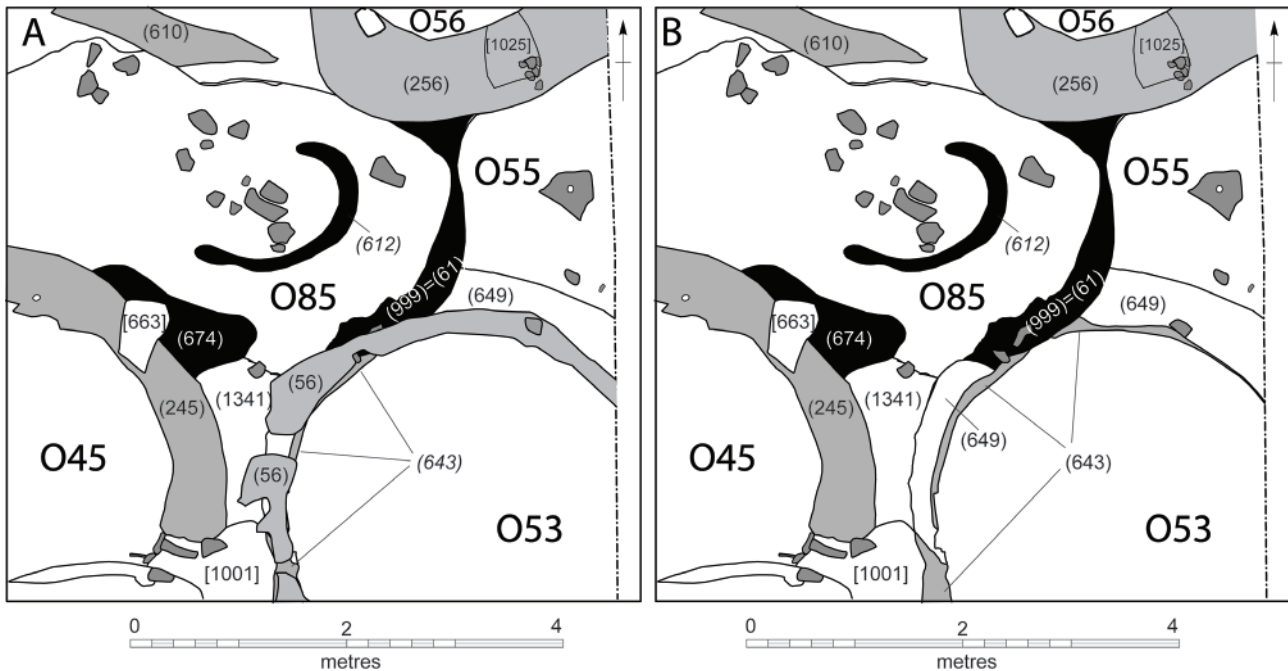 A
(610)
O56
[1025]
(256)
O55
(612)
O85
(999)=(61)
(649)
[663]
(674)
(56)
(1341)
(245)
O45
(56)
(643)
O53
[1001]
0 2 4
metres
B
(610)
O56
[1025]
(256)
O55
(612)
O85
(999)=(61)
(649)
[663]
(674)
(1341)
(245)
(649)
O45
(643)
O53
[1001]
0 2 4
metres